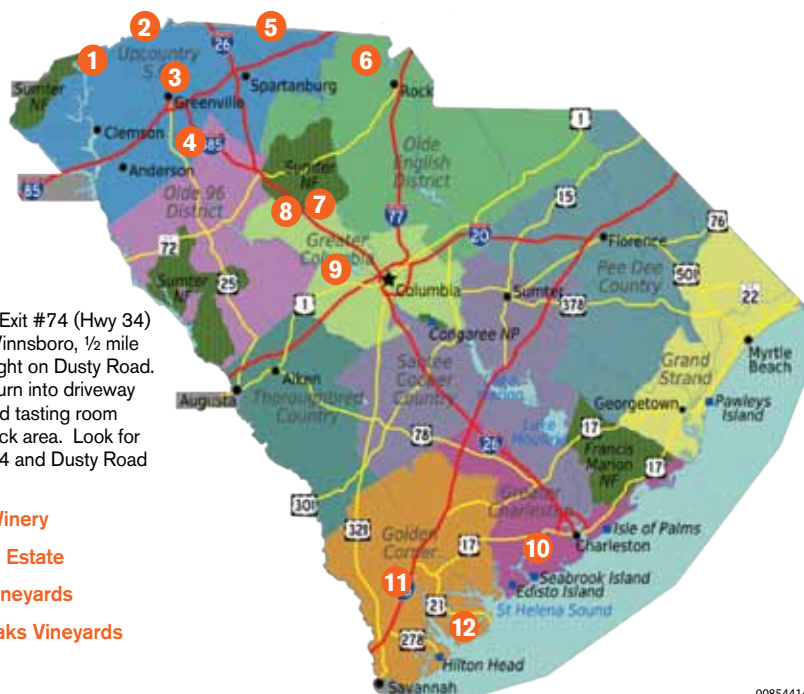 1
2
5
26
6
Upcountry
S.C.
Sumter
NF
3
Greenville
Spartanburg
Rock
Clemson
4
385
Anderson
85
Olde 96
District
Sumter
NF
Olde
English
District
1
15
8
7
77
72
25
Sumter
NF
Greater
Columbia
9
20
Florence
76
501
Pee Dee
Country
22
1
Columbia
Sumter
378
Congaree NP
Exit #74 (Hwy 34)
Winnsboro, ½ mile
ght on Dusty Road.
urn into driveway
d tasting room
ck area. Look for
4 and Dusty Road
Aiken
Augusta
Thoroughbred
Country
Santee
Cooper
Country
Lake
Marion
Lake
Moultrie
Grand
Strand
Myrtle
Beach
Georgetown
Pawleys
Island
78
26
17
Francis
Marion
NF
17
301
321
Golden
Corner
17
Greater
Charleston
10
Isle of Palms
Charleston
Winery
Estate
ineyards
aks Vineyards
11
21
Seabrook Island
Edisto Island
St Helena Sound
12
278
Hilton Head
Savannah